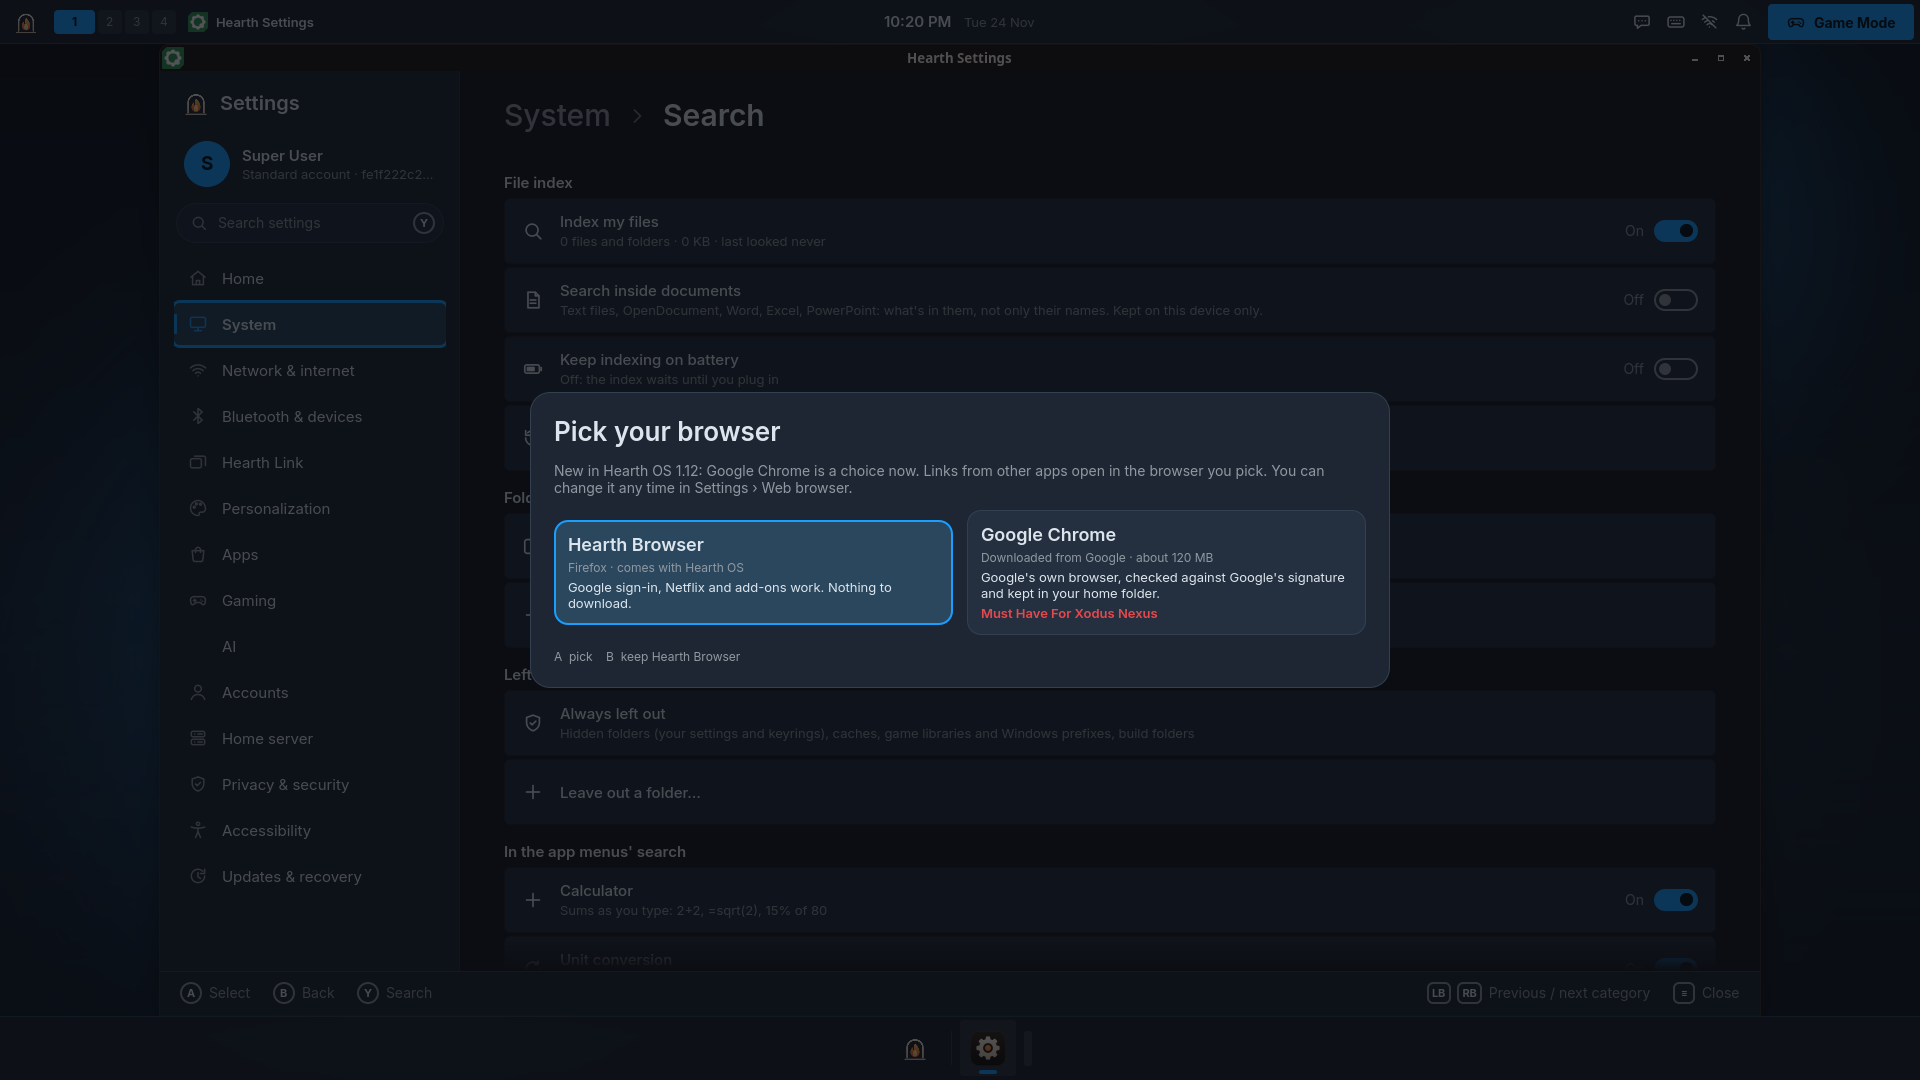 1 2 3 4 Hearth Settings
10:20 PM Tue 24 Nov
Game Mode
Hearth Settings
Settings
S
Super User
Standard account · fe1f222c2...
Search settings Y
Home
System
Network & internet
Bluetooth & devices
Hearth Link
Personalization
Apps
Gaming
AI
Accounts
Home server
Privacy & security
Accessibility
Updates & recovery
System › Search
File index
Index my files
0 files and folders · 0 KB · last looked never
On
Search inside documents
Text files, OpenDocument, Word, Excel, PowerPoint: what's in them, not only their names. Kept on this device only.
Off
Keep indexing on battery
Off: the index waits until you plug in
Off
Pick your browser
New in Hearth OS 1.12: Google Chrome is a choice now. Links from other apps open in the browser you pick. You can
change it any time in Settings › Web browser.
Hearth Browser
Firefox · comes with Hearth OS
Google sign-in, Netflix and add-ons work. Nothing to
download.
Google Chrome
Downloaded from Google · about 120 MB
Google's own browser, checked against Google's signature
and kept in your home folder.
Must Have For Xodus Nexus
A pick B keep Hearth Browser
Left
Always left out
Hidden folders (your settings and keyrings), caches, game libraries and Windows prefixes, build folders
Leave out a folder...
In the app menus' search
Calculator
Sums as you type: 2+2, =sqrt(2), 15% of 80
On
Unit conversion
A Select B Back Y Search
LB RB Previous / next category ≡ Close